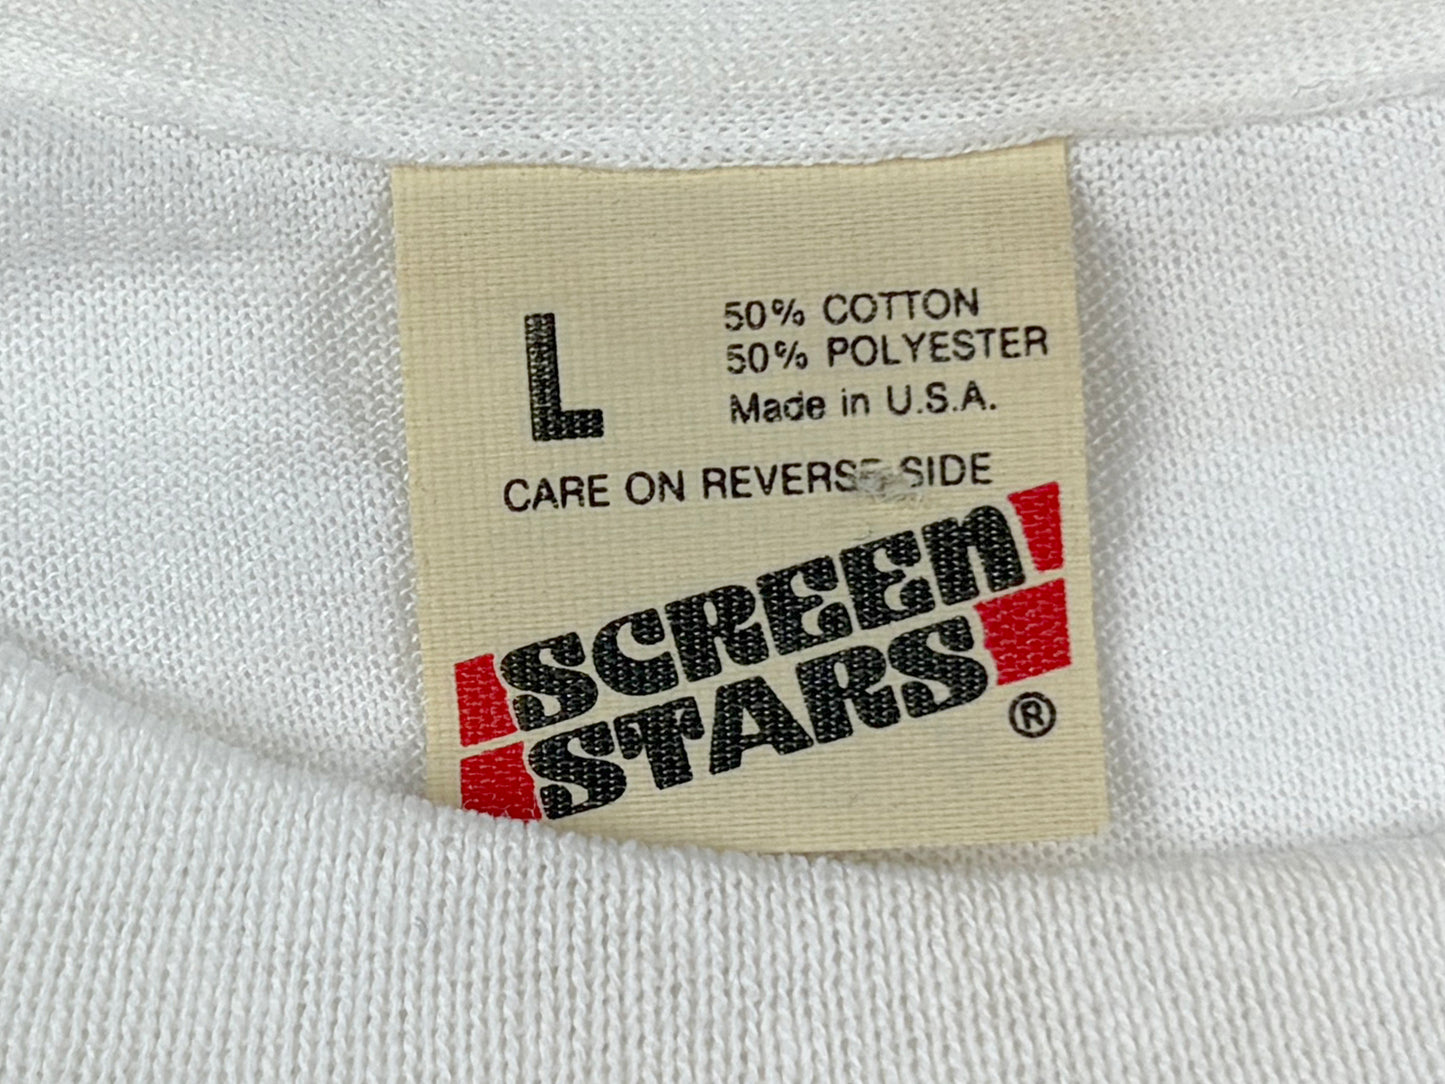 L
50% COTTON
50% POLYESTER
Made in U.S.A.
CARE ON REVERSE SIDE
SCREEN
STARS
®